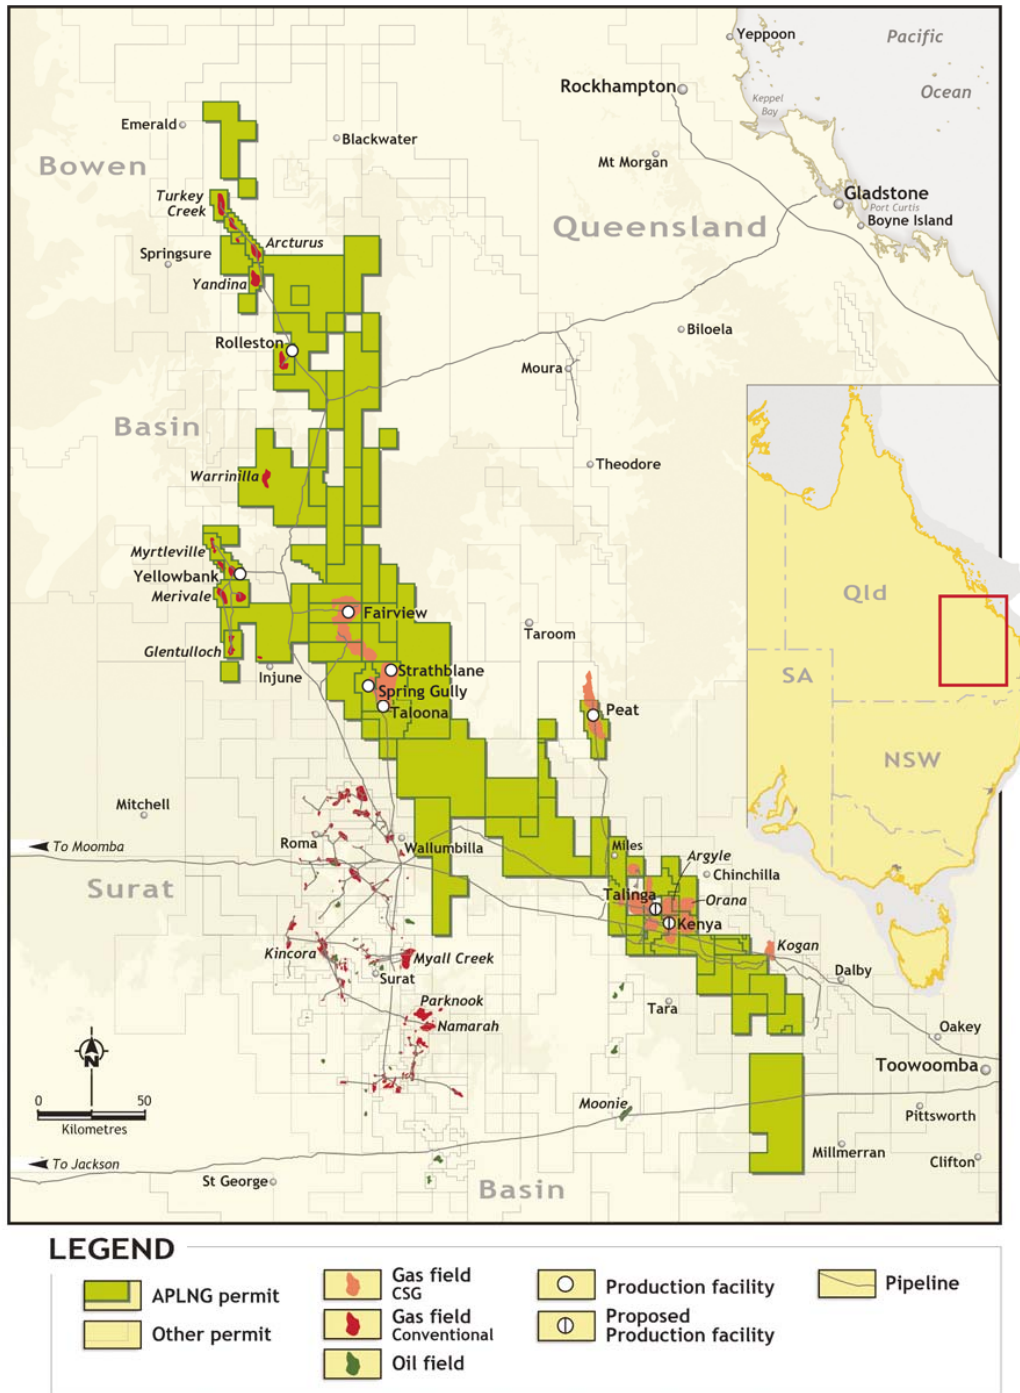 Yeppoon
Pacific
Ocean
Rockhampton
Keppel
Bay
Emerald
Blackwater
Bowen
Mt Morgan
Turkey
Creek
Gladstone
Port Curtis
Boyne Island
Queensland
Arcturus
Springsure
Yandina
Rolleston
Biloela
Moura
Basin
Warrinilla
Theodore
Myrtleville
Yellowbank
Merivale
Fairview
Qld
Taroom
Glentulloch
Injune
Strathblane
Spring Gully
Taloona
SA
Peat
NSW
Mitchell
Roma
Wallumbilla
Miles
Argyle
To Moomba
Chinchilla
Surat
Talinga
Orana
Kenya
Kincora
Myall Creek
Kogan
Surat
Dalby
Parknook
Tara
Namarah
Oakey
N
Toowoomba
0 50
Kilometres
Moonie
Pittsworth
Millmerran
To Jackson
Clifton
St George
Basin
LEGEND
APLNG permit
Other permit
Gas field
CSG
Gas field
Conventional
Oil field
Production facility
Proposed
Production facility
Pipeline